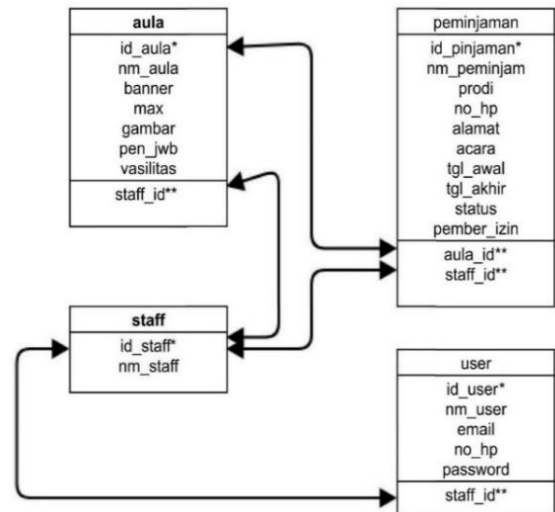 aula
id_aula*
nm_aula
banner
max
gambar
pen_jwb
vasilitas
staff_id**
peminjaman
id_pinjaman*
nm_peminjam
prodi
no_hp
alamat
acara
tgl_awal
tgl_akhir
status
pember_izin
aula_id**
staff_id**
staff
id_staff*
nm_staff
user
id_user*
nm_user
email
no_hp
password
staff_id**